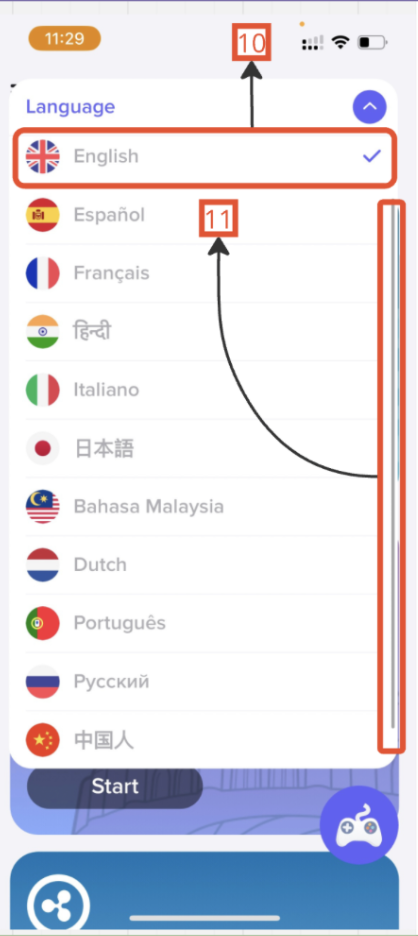 11:29
10
Language
English
Español
11
Français
हिन्दी
Italiano
日本語
Bahasa Malaysia
Dutch
Português
Русский
中国人
Start